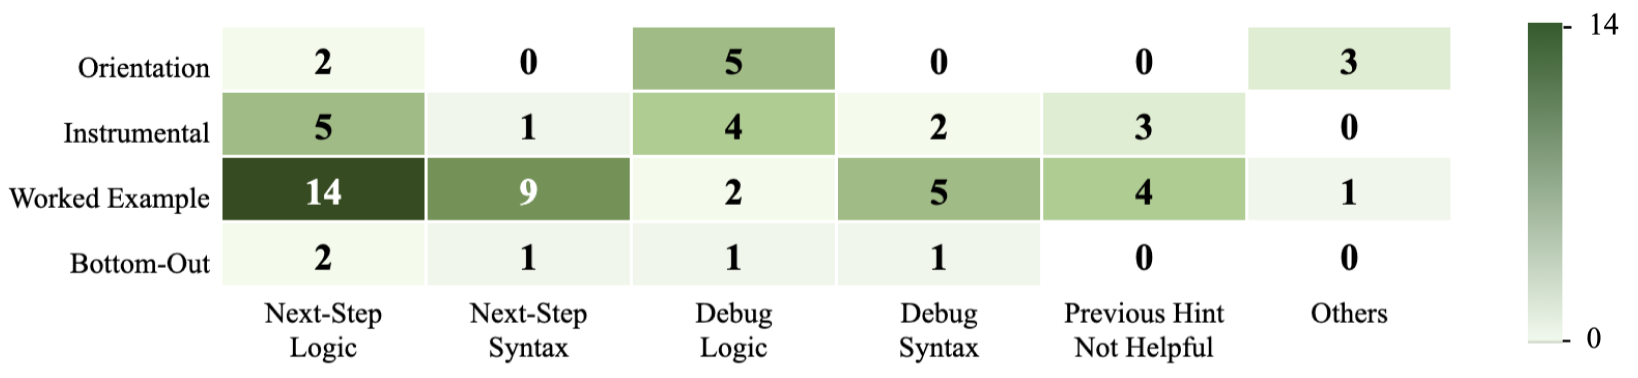 14
Orientation 2 0 5 0 0 3
Instrumental 5 1 4 2 3 0
Worked Example 14 9 2 5 4 1
Bottom-Out 2 1 1 1 0 0
0
Next-Step Next-Step Debug Debug Previous Hint Others
Logic Syntax Logic Syntax Not Helpful